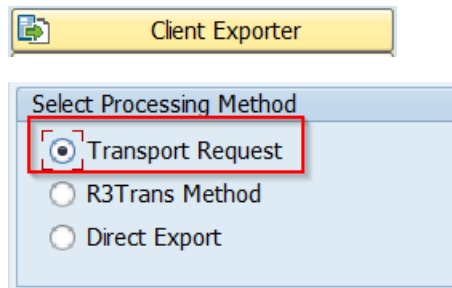 Client Exporter
Select Processing Method
Transport Request
R3Trans Method
Direct Export